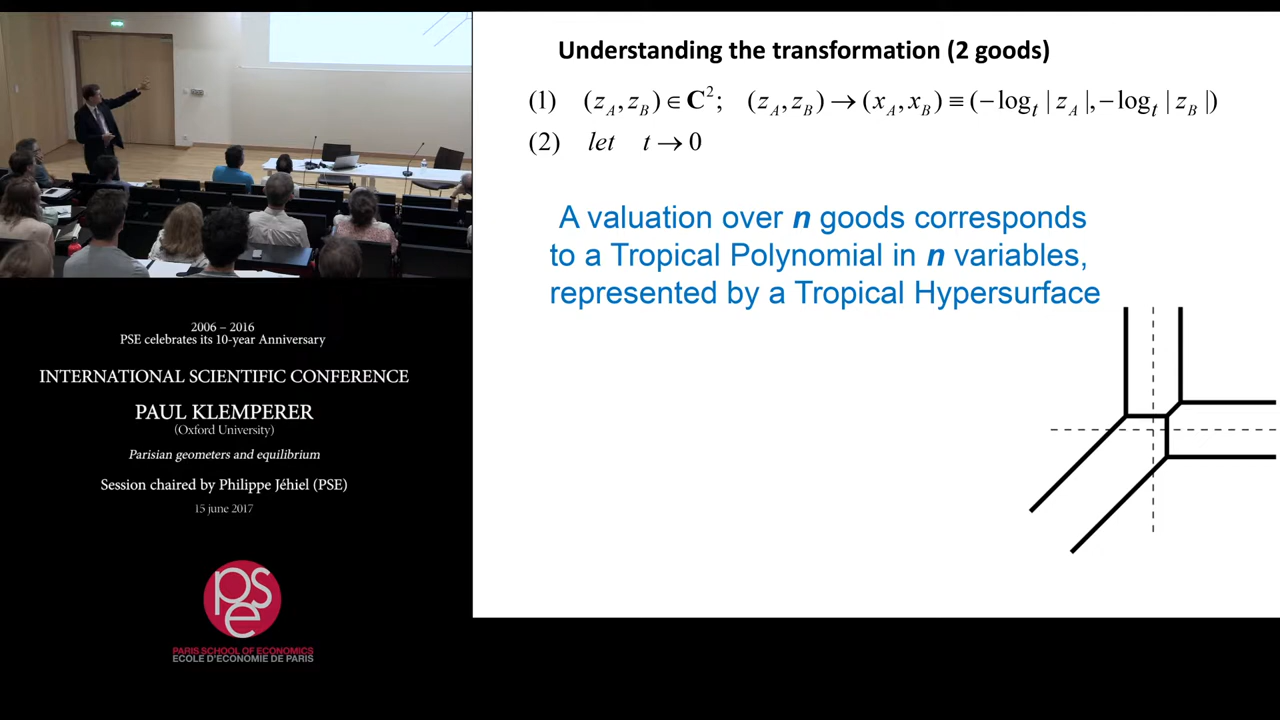 Understanding the transformation (2 goods)
(1) (z_A, z_B) ∈ C²; (z_A, z_B) → (x_A, x_B) ≡ (−log_t | z_A |, −log_t | z_B |)
(2) let t → 0
A valuation over n goods corresponds
to a Tropical Polynomial in n variables,
represented by a Tropical Hypersurface
2006 – 2016
PSE celebrates its 10-year Anniversary
INTERNATIONAL SCIENTIFIC CONFERENCE
PAUL KLEMPERER
(Oxford University)
Parisian geometers and equilibrium
Session chaired by Philippe Jéhiel (PSE)
15 june 2017
pse
PARIS SCHOOL OF ECONOMICS
ECOLE D'ECONOMIE DE PARIS